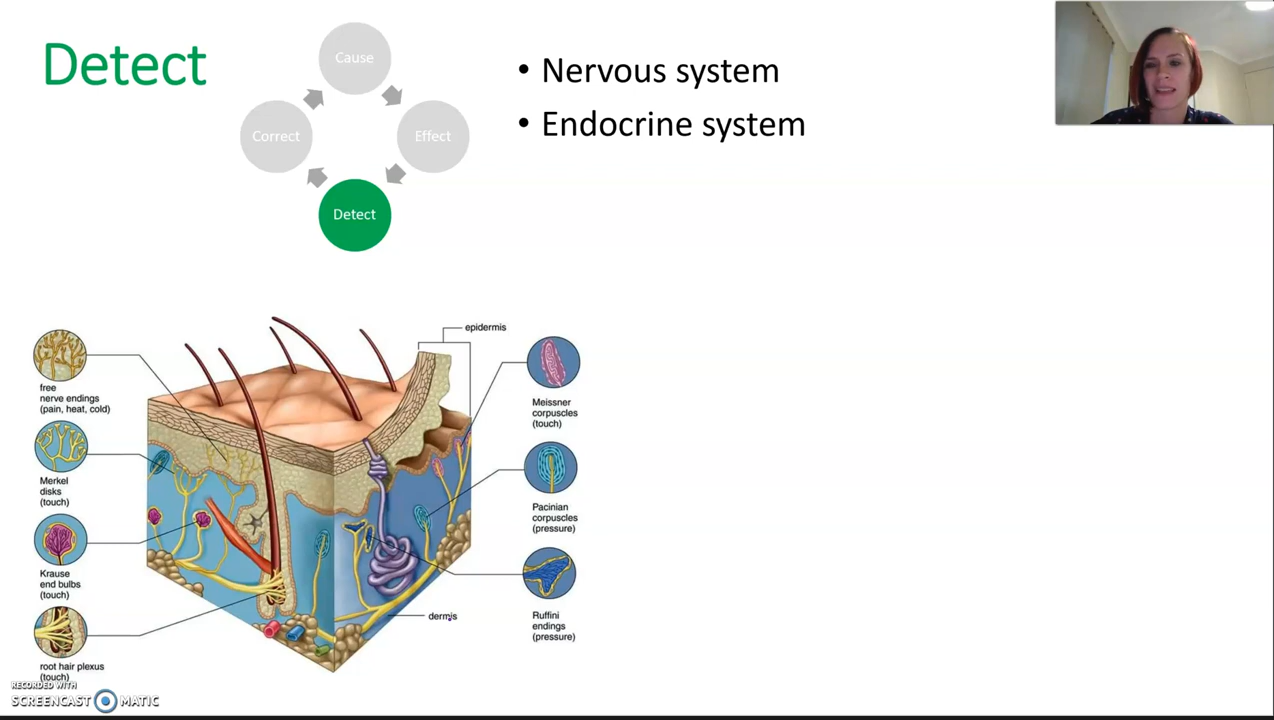 Detect
Cause
Correct
Effect
Detect
• Nervous system
• Endocrine system
epidermis
free
nerve endings
(pain, heat, cold)
Merkel
disks
(touch)
Krause
end bulbs
(touch)
root hair plexus
(touch)
Meissner
corpuscles
(touch)
Pacinian
corpuscles
(pressure)
Ruffini
endings
(pressure)
dermis
RECORDED WITH
SCREENCAST MATIC